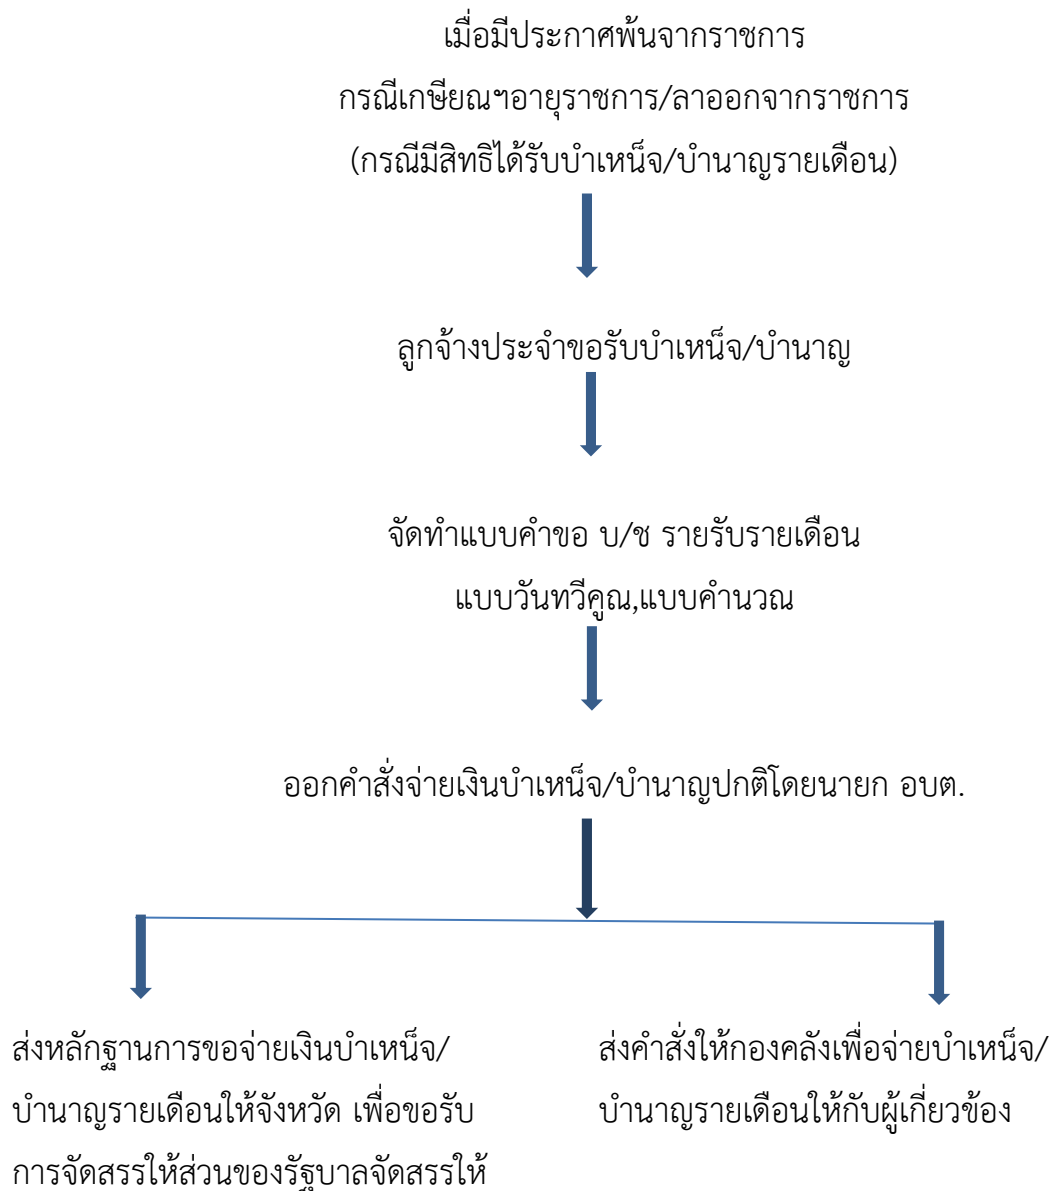 เมื่อมีประกาศพ้นจากราชการ
กรณีเกษียณฯอายุราชการ/ลาออกจากราชการ
(กรณีมีสิทธิได้รับบำเหน็จ/บำนาญรายเดือน)
ลูกจ้างประจำขอรับบำเหน็จ/บำนาญ
จัดทำแบบคำขอ บ/ช รายรับรายเดือน
แบบวันทวีคูณ,แบบคำนวณ
ออกคำสั่งจ่ายเงินบำเหน็จ/บำนาญปกติโดยนายก อบต.
ส่งหลักฐานการขอจ่ายเงินบำเหน็จ/
บำนาญรายเดือนให้จังหวัด เพื่อขอรับ
การจัดสรรให้ส่วนของรัฐบาลจัดสรรให้
ส่งคำสั่งให้กองคลังเพื่อจ่ายบำเหน็จ/
บำนาญรายเดือนให้กับผู้เกี่ยวข้อง